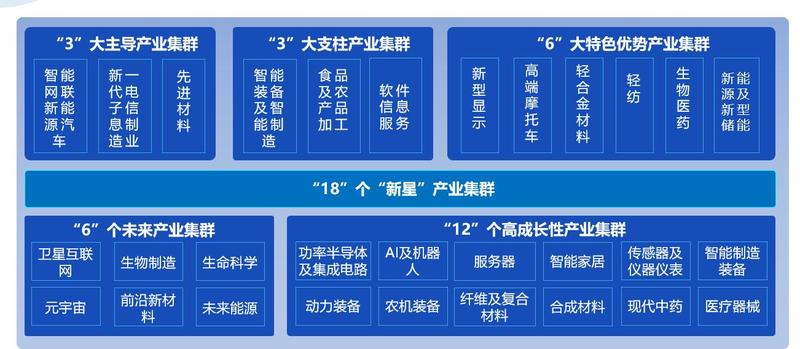 “3”大主导产业集群
智能网联新能源汽车
新一代电子信息制造业
先进材料
“3”大支柱产业集群
智能装备及智能制造
食品及农产品加工
软件信息服务
“6”大特色优势产业集群
新型显示
高端摩托车
轻合金材料
轻纺
生物医药
新能源及新型储能
“18”个“新星”产业集群
“6”个未来产业集群
卫星互联
网
生物制造
生命科学
元宇宙
前沿新材
料
未来能源
“12”个高成长性产业集群
功率半导体
及集成电路
AI及机器
人
服务器
智能家居
传感器及
仪器仪表
智能制造
装备
动力装备
农机装备
纤维及复合
材料
合成材料
现代中药
医疗器械